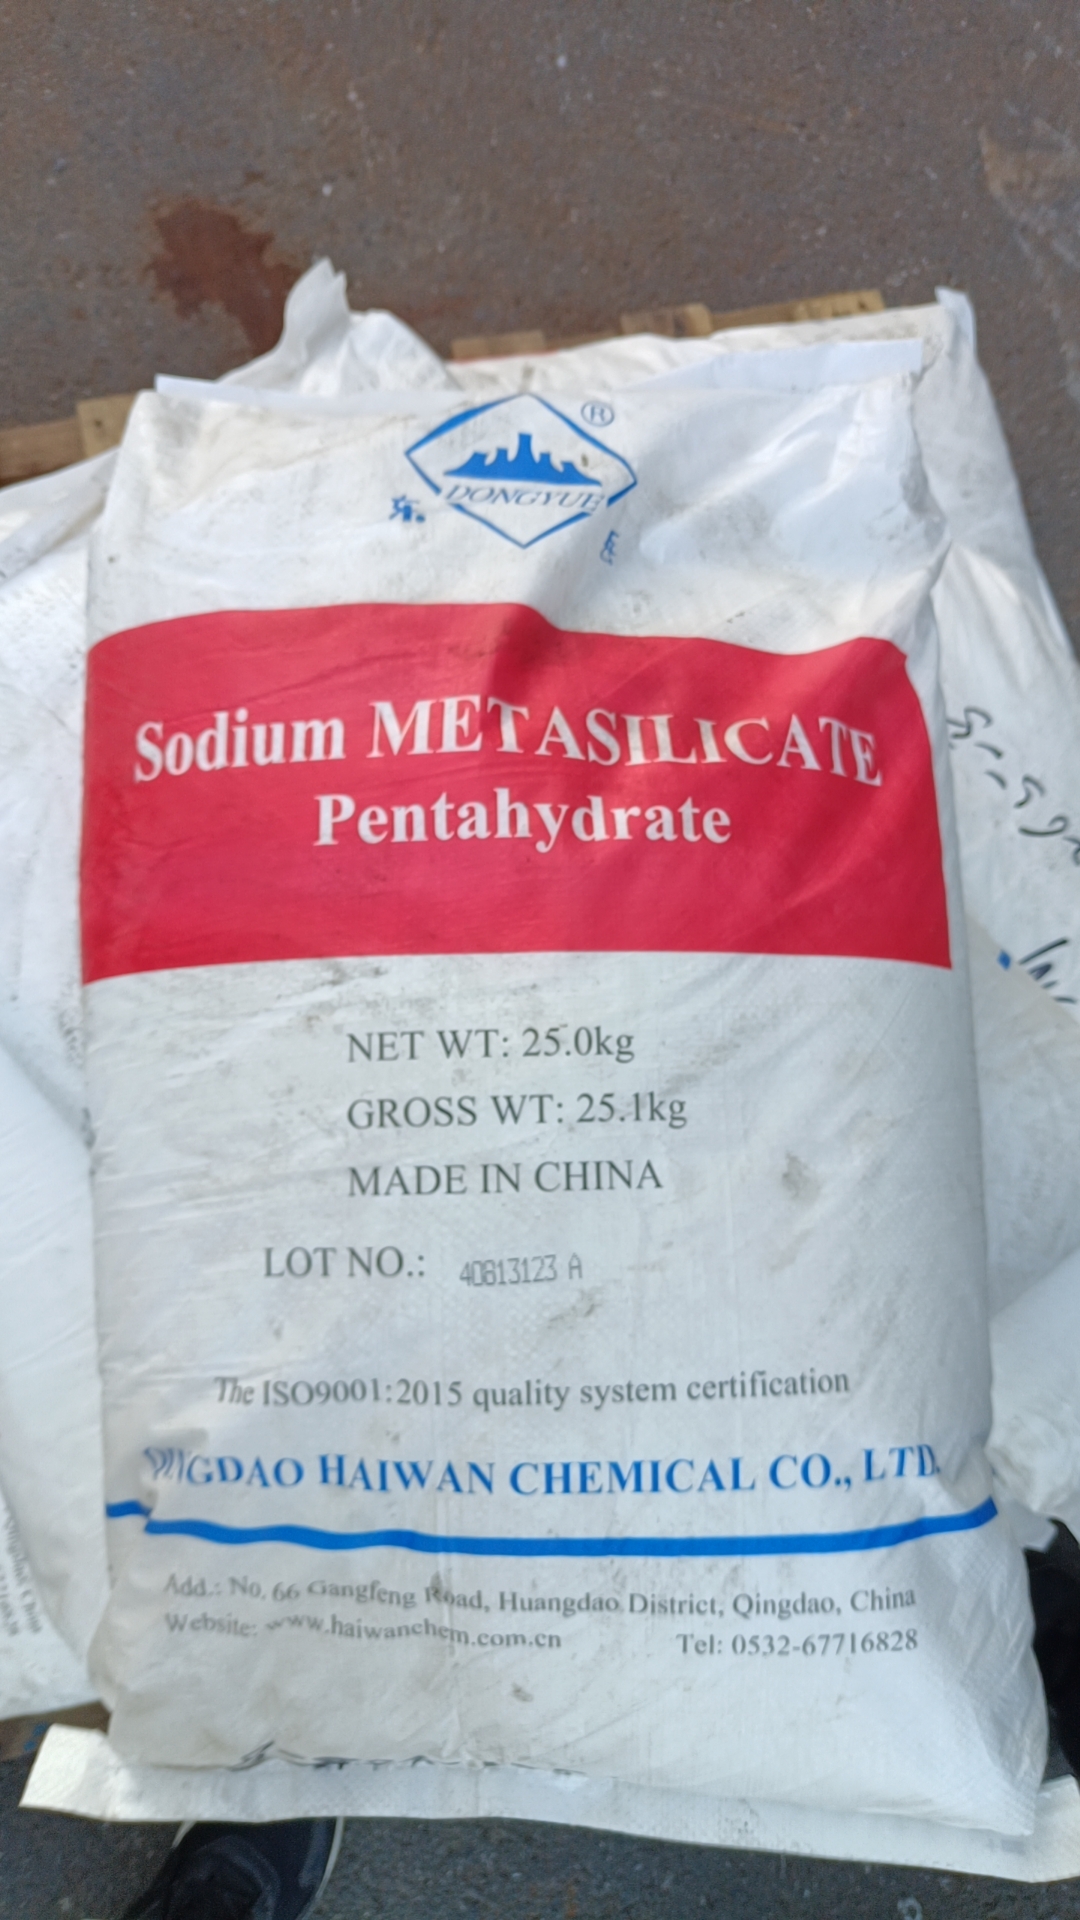 ®
DONGYUE
Sodium METASILICATE
Pentahydrate
NET WT: 25.0kg
GROSS WT: 25.1kg
MADE IN CHINA
LOT NO.: 40813123 A
The ISO9001:2015 quality system certification
QINGDAO HAIWAN CHEMICAL CO., LTD.
Add.: No. 66 Gangfeng Road, Huangdao District, Qingdao, China
Website: www.haiwanchem.com.cn Tel: 0532-67716828